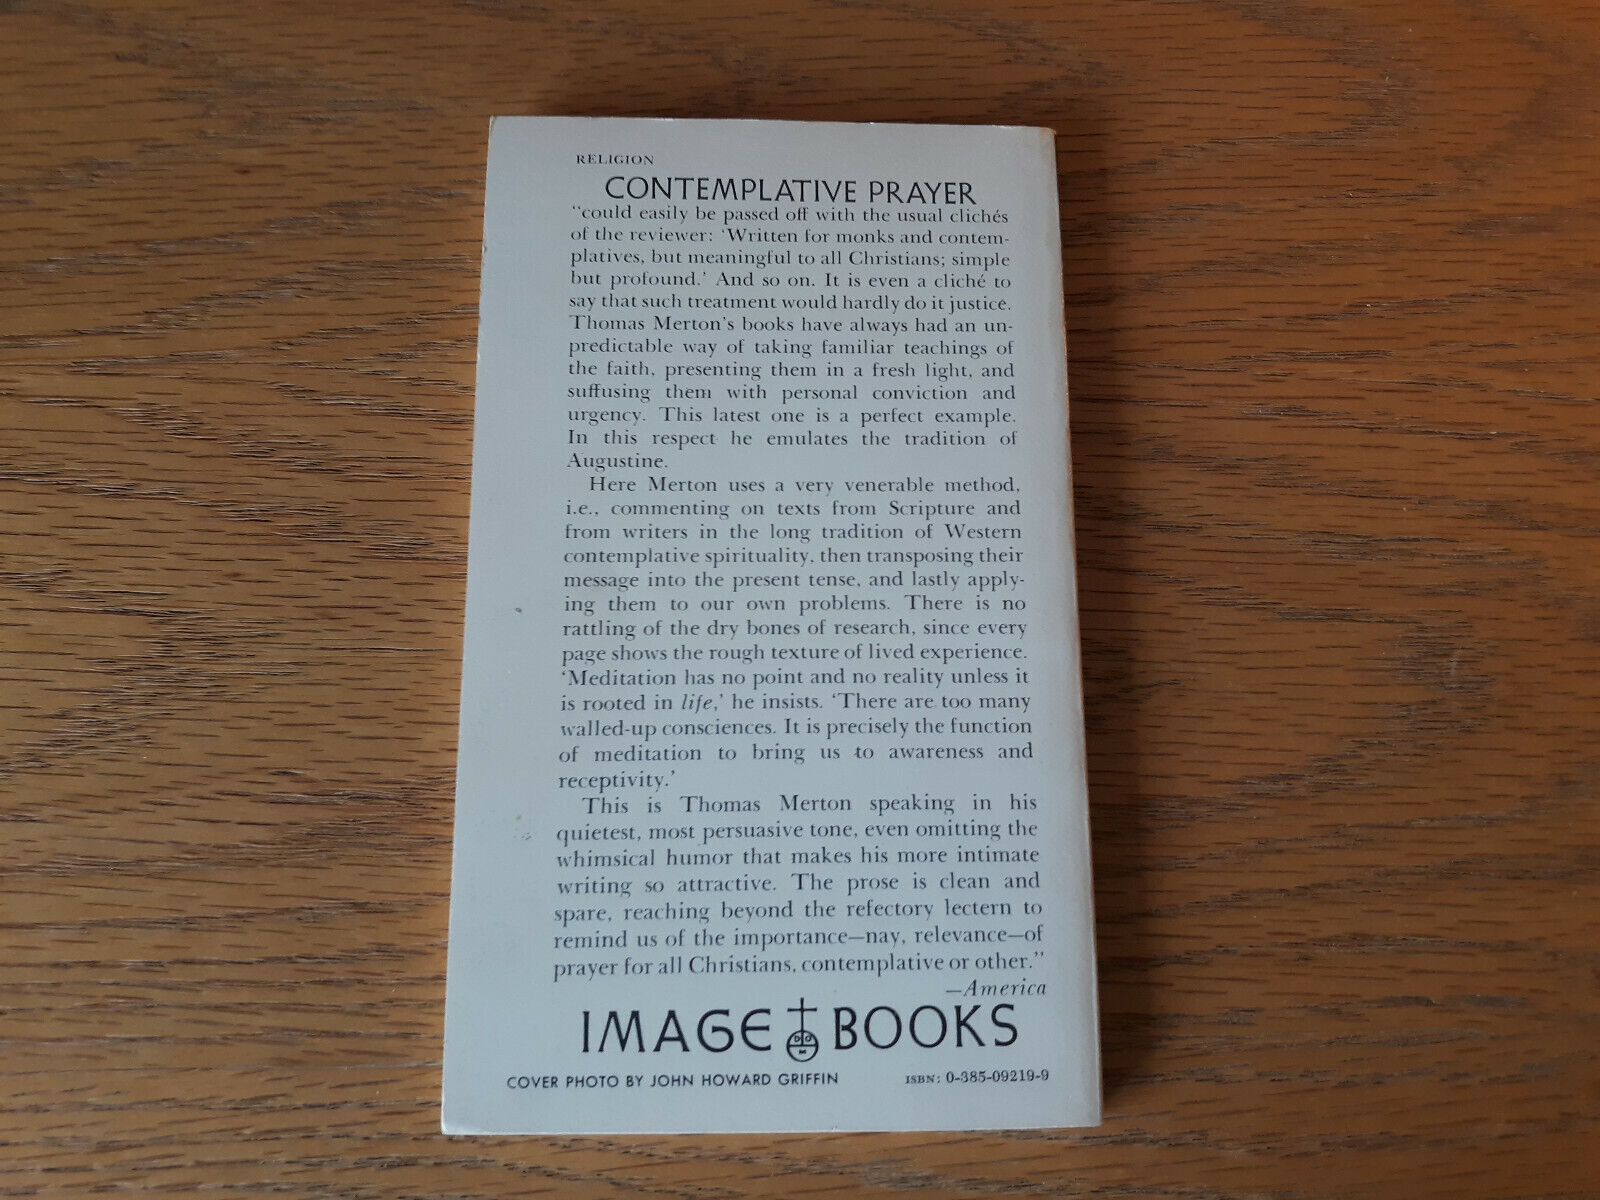 RELIGION
CONTEMPLATIVE PRAYER
"could easily be passed off with the usual clichés
of the reviewer: 'Written for monks and contem-
platives, but meaningful to all Christians; simple
but profound.' And so on. It is even a cliché to
say that such treatment would hardly do it justice.
Thomas Merton's books have always had an un-
predictable way of taking familiar teachings of
the faith, presenting them in a fresh light, and
suffusing them with personal conviction and
urgency. This latest one is a perfect example.
In this respect he emulates the tradition of
Augustine.
Here Merton uses a very venerable method,
i.e., commenting on texts from Scripture and
from writers in the long tradition of Western
contemplative spirituality, then transposing their
message into the present tense, and lastly apply-
ing them to our own problems. There is no
rattling of the dry bones of research, since every
page shows the rough texture of lived experience.
'Meditation has no point and no reality unless it
is rooted in life,' he insists. 'There are too many
walled-up consciences. It is precisely the function
of meditation to bring us to awareness and
receptivity.'
This is Thomas Merton speaking in his
quietest, most persuasive tone, even omitting the
whimsical humor that makes his more intimate
writing so attractive. The prose is clean and
spare, reaching beyond the refectory lectern to
remind us of the importance—nay, relevance—of
prayer for all Christians, contemplative or other."
—America
IMAGE BOOKS
COVER PHOTO BY JOHN HOWARD GRIFFIN ISBN: 0-385-09219-9